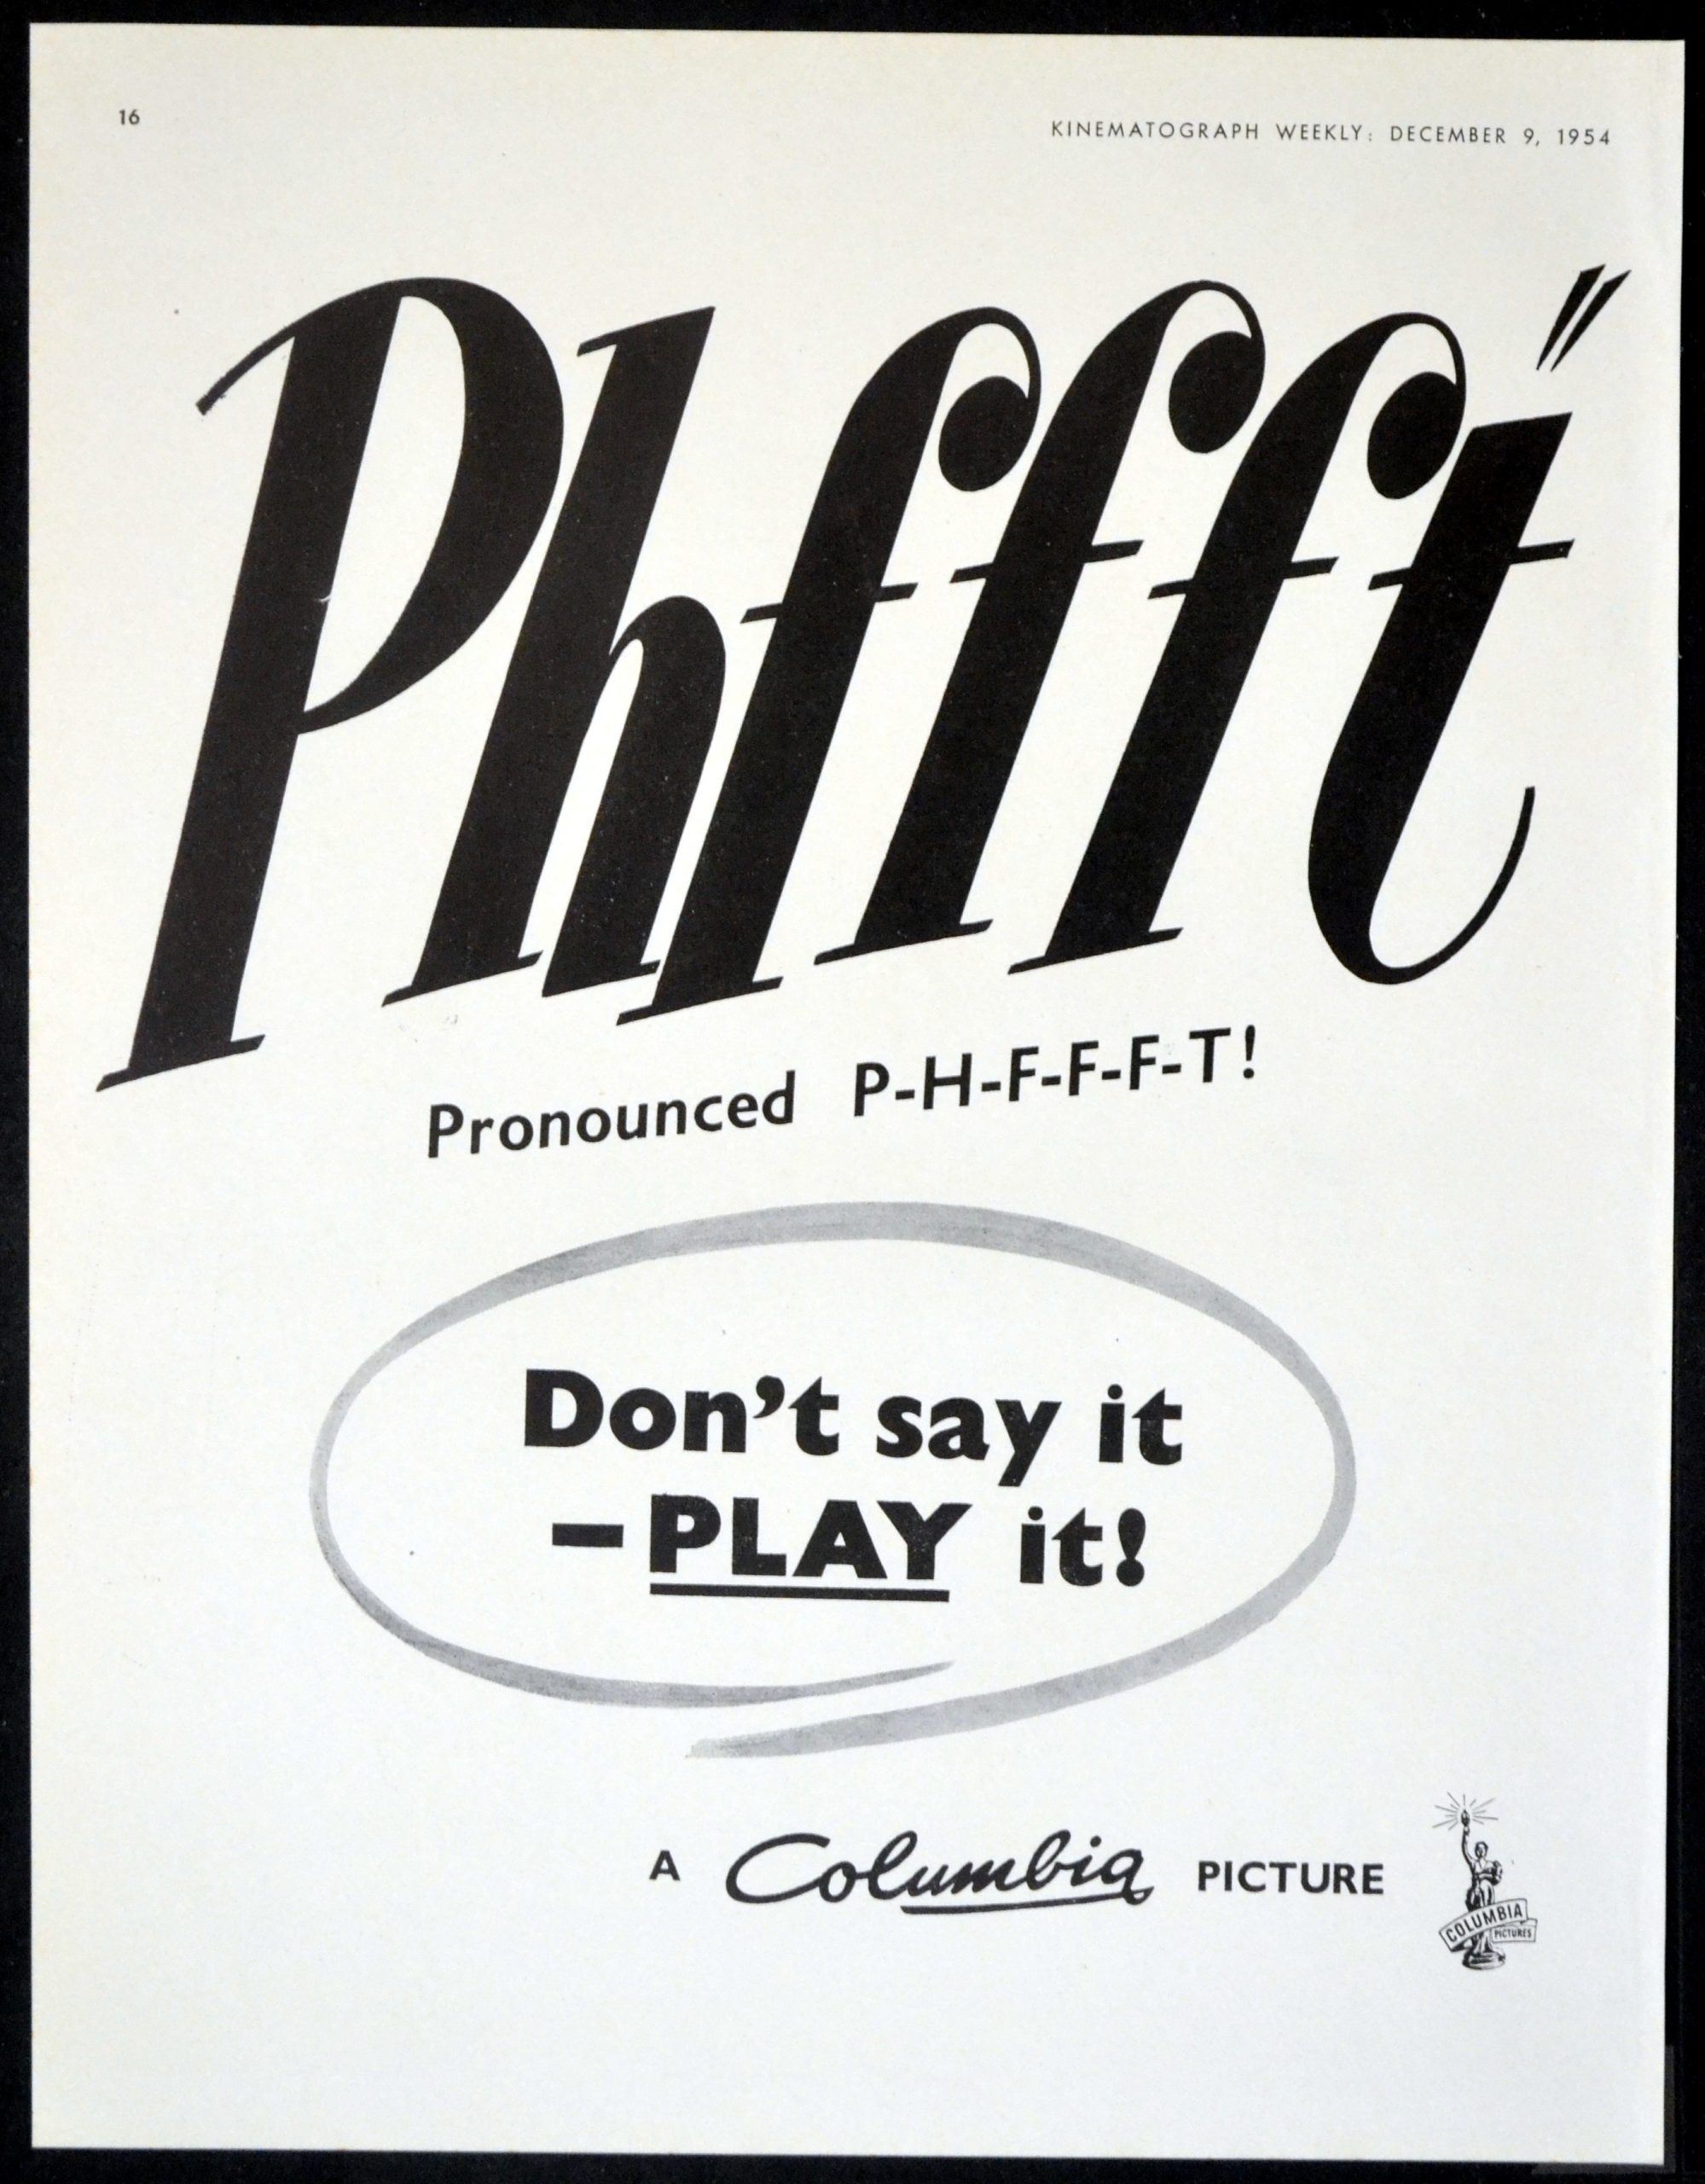 16
KINEMATOGRAPH WEEKLY: DECEMBER 9, 1954
Phffft"
Pronounced P-H-F-F-F-T!
Don't say it
–PLAY it!
A Columbia PICTURE
COLUMBIA
PICTURES